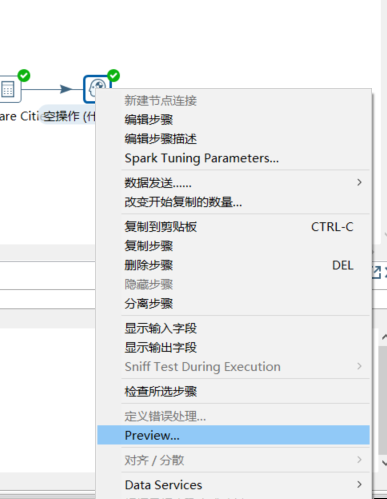 are Citi
空操作 (什
新建节点连接
编辑步骤
编辑步骤描述
Spark Tuning Parameters...
数据发送......
改变开始复制的数量...
复制到剪贴板 CTRL-C
复制步骤
删除步骤 DEL
隐藏步骤
分离步骤
显示输入字段
显示输出字段
Sniff Test During Execution
检查所选步骤
定义错误处理...
Preview...
对齐 / 分散
Data Services